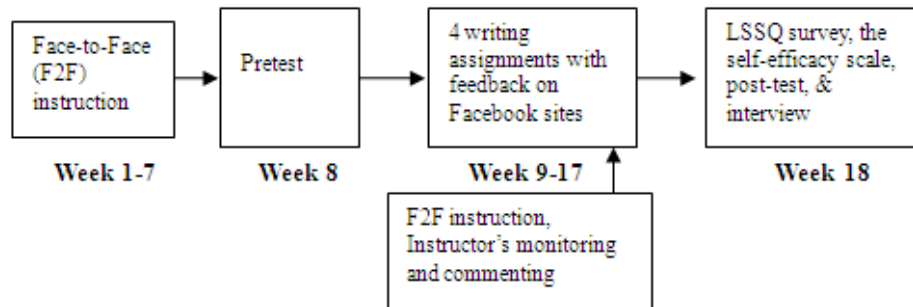 Face-to-Face
(F2F)
instruction
Pretest
4 writing
assignments with
feedback on
Facebook sites
LSSQ survey, the
self-efficacy scale,
post-test, &
interview
Week 1-7
Week 8
Week 9-17
Week 18
F2F instruction,
Instructor's monitoring
and commenting